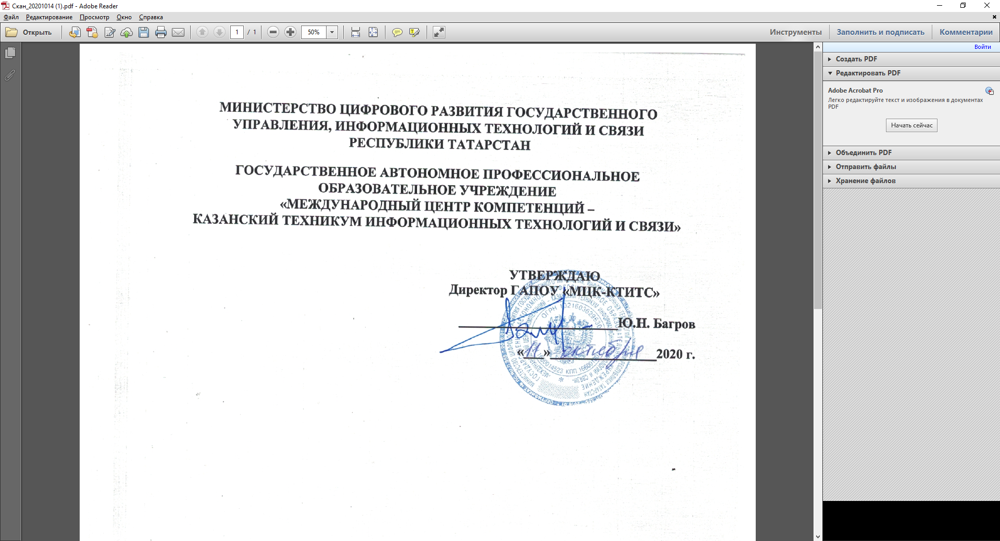 Скан_20201014 (1).pdf - Adobe Reader
Файл Редактирование Просмотр Окно Справка
Открыть 1 / 1 50% Инструменты Заполнить и подписать Комментарии
Войти
Создать PDF
Редактировать PDF
Adobe Acrobat Pro
Легко редактируйте текст и изображения в документах
PDF
Начать сейчас
Объединить PDF
Отправить файлы
Хранение файлов
МИНИСТЕРСТВО ЦИФРОВОГО РАЗВИТИЯ ГОСУДАРСТВЕННОГО
УПРАВЛЕНИЯ, ИНФОРМАЦИОННЫХ ТЕХНОЛОГИЙ И СВЯЗИ
РЕСПУБЛИКИ ТАТАРСТАН
ГОСУДАРСТВЕННОЕ АВТОНОМНОЕ ПРОФЕССИОНАЛЬНОЕ
ОБРАЗОВАТЕЛЬНОЕ УЧРЕЖДЕНИЕ
«МЕЖДУНАРОДНЫЙ ЦЕНТР КОМПЕТЕНЦИЙ –
КАЗАНСКИЙ ТЕХНИКУМ ИНФОРМАЦИОННЫХ ТЕХНОЛОГИЙ И СВЯЗИ»
УТВЕРЖДАЮ
Директор ГАПОУ «МЦК-КТИТС»
Ю.Н. Багров
« » октября 2020 г.
ОГРН 1021603629630
КПП